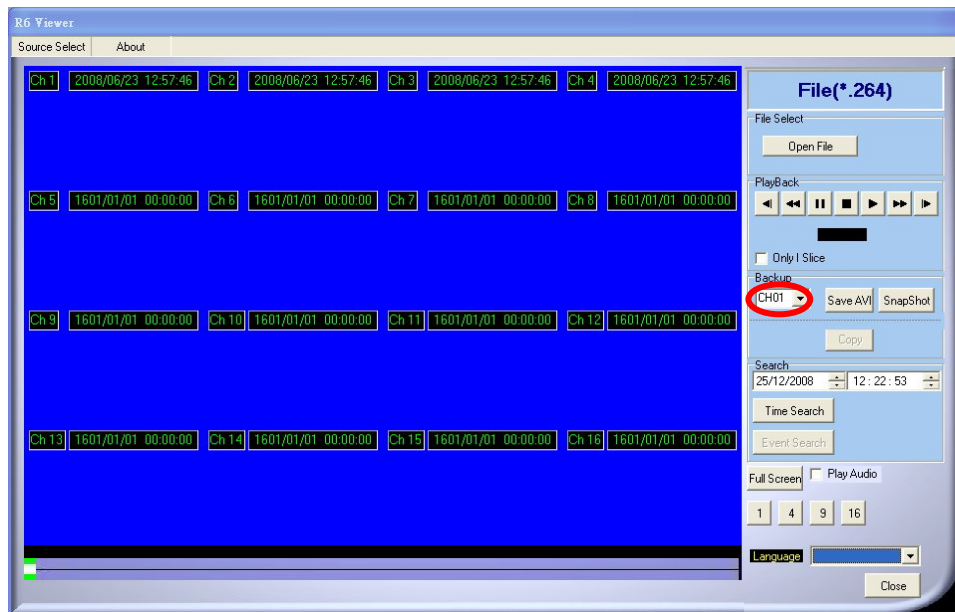 R6 Viewer
Source Select About
Ch 1 2008/06/23 12:57:46 Ch 2 2008/06/23 12:57:46 Ch 3 2008/06/23 12:57:46 Ch 4 2008/06/23 12:57:46
Ch 5 1601/01/01 00:00:00 Ch 6 1601/01/01 00:00:00 Ch 7 1601/01/01 00:00:00 Ch 8 1601/01/01 00:00:00
Ch 9 1601/01/01 00:00:00 Ch 10 1601/01/01 00:00:00 Ch 11 1601/01/01 00:00:00 Ch 12 1601/01/01 00:00:00
Ch 13 1601/01/01 00:00:00 Ch 14 1601/01/01 00:00:00 Ch 15 1601/01/01 00:00:00 Ch 16 1601/01/01 00:00:00
File(*.264)
File Select
Open File
PlayBack
Only I Slice
Backup
CH01 Save AVI SnapShot
Copy
Search
25/12/2008 12:22:53
Time Search
Event Search
Full Screen Play Audio
1 4 9 16
Language
Close